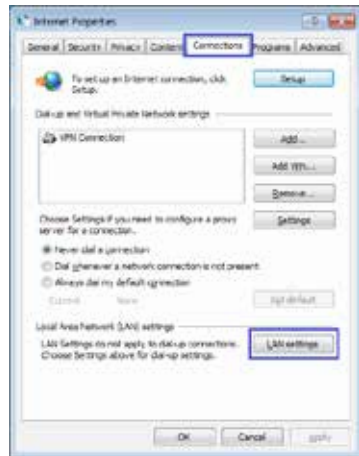 Internet Properties
General Security Privacy Content Connections Programs Advanced
To set up an Internet connection, click
Setup.
Setup
Dial-up and Virtual Private Network settings
VPN Connection
Add...
Add VPN...
Remove...
Choose Settings if you need to configure a proxy
server for a connection.
Settings
Never dial a connection
Dial whenever a network connection is not present
Always dial my default connection
Current
None
Set default
Local Area Network (LAN) settings
LAN Settings do not apply to dial-up connections.
Choose Settings above for dial-up settings.
LAN settings
OK Cancel Apply